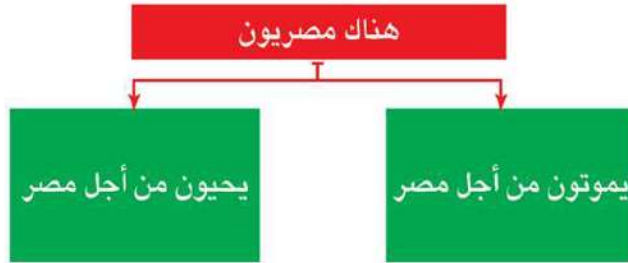 هناك مصريون
يموتون من أجل مصر
يحيون من أجل مصر